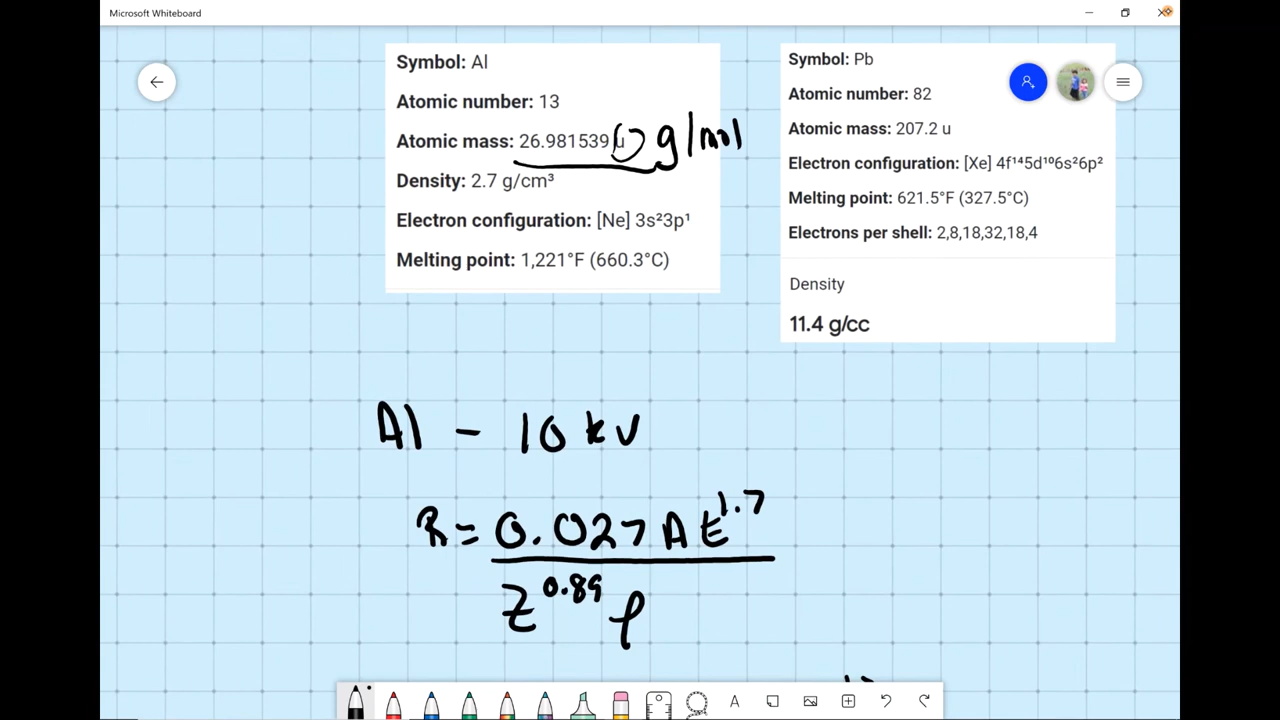 Microsoft Whiteboard
Symbol: Al
Atomic number: 13
Atomic mass: 26.981539 u g/mol
Density: 2.7 g/cm³
Electron configuration: [Ne] 3s²3p¹
Melting point: 1,221°F (660.3°C)
Symbol: Pb
Atomic number: 82
Atomic mass: 207.2 u
Electron configuration: [Xe] 4f¹⁴5d¹⁰6s²6p²
Melting point: 621.5°F (327.5°C)
Electrons per shell: 2,8,18,32,18,4
Density
11.4 g/cc
Al - 10 kv
R = 0.027 A E^1.7
Z^0.89 ρ
A